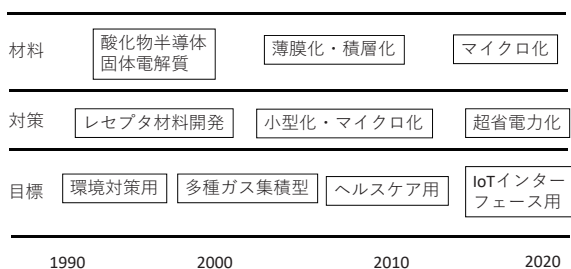 材料
酸化物半導体
固体電解質
薄膜化・積層化
マイクロ化
対策
レセプタ材料開発
小型化・マイクロ化
超省電力化
目標
環境対策用
多種ガス集積型
ヘルスケア用
IoTインター
フェース用
1990
2000
2010
2020